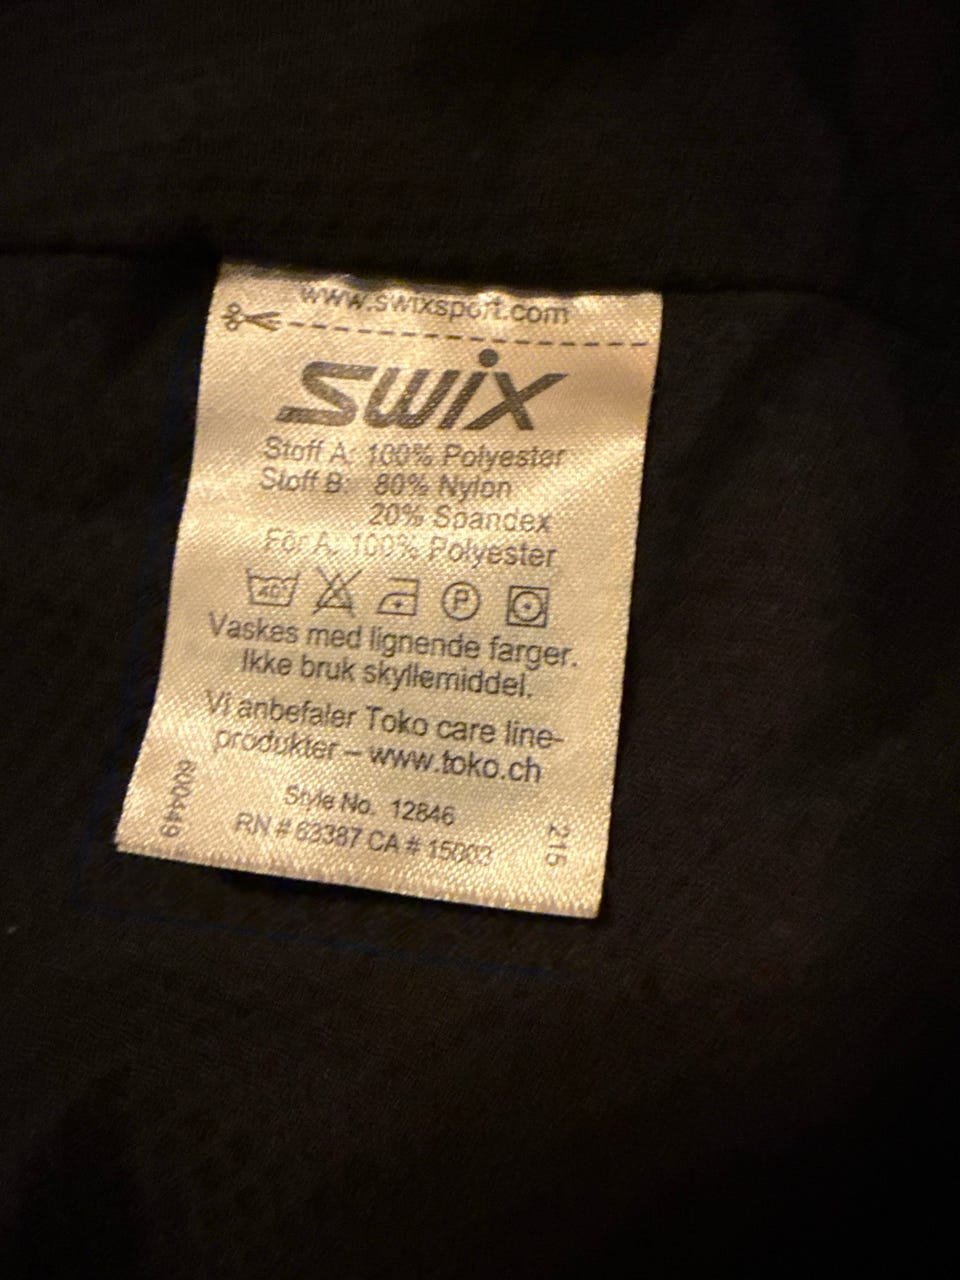 www.swixsport.com
swix
Stoff A: 100% Polyester
Stoff B: 80% Nylon
20% Spandex
Fôr A: 100% Polyester
40°
P
Vaskes med lignende farger.
Ikke bruk skyllemiddel.
Vi anbefaler Toko care line-
produkter – www.toko.ch
Style No. 12846
RN # 63387 CA #
600449
215